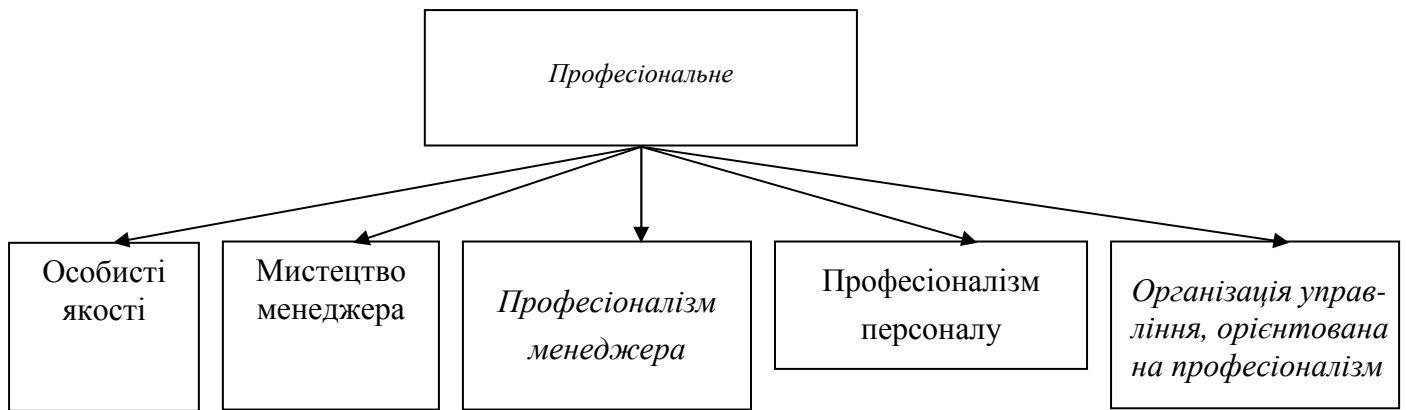 Професіональне
Особисті
якості
Мистецтво
менеджера
Професіоналізм
менеджера
Професіоналізм
персоналу
Організація управ-
ління, орієнтована
на професіоналізм